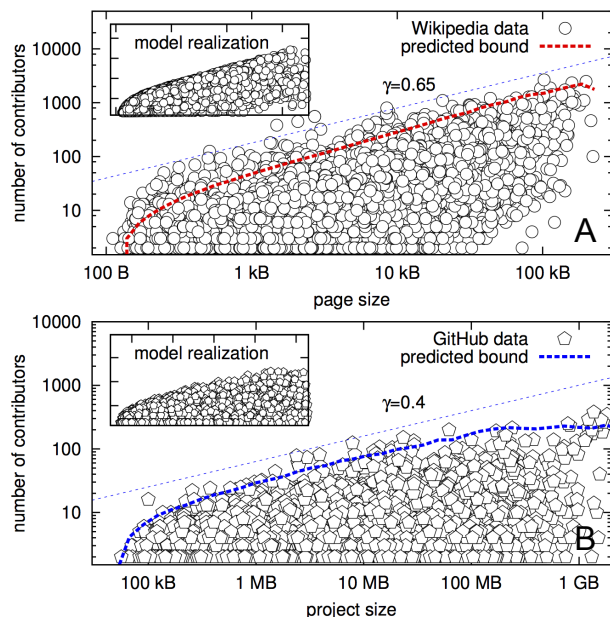 model realization
Wikipedia data
predicted bound
γ=0.65
number of contributors
10000
1000
100
10
100 B
1 kB
10 kB
100 kB
A
page size
model realization
GitHub data
predicted bound
γ=0.4
number of contributors
10000
1000
100
10
100 kB
1 MB
10 MB
100 MB
1 GB
B
project size